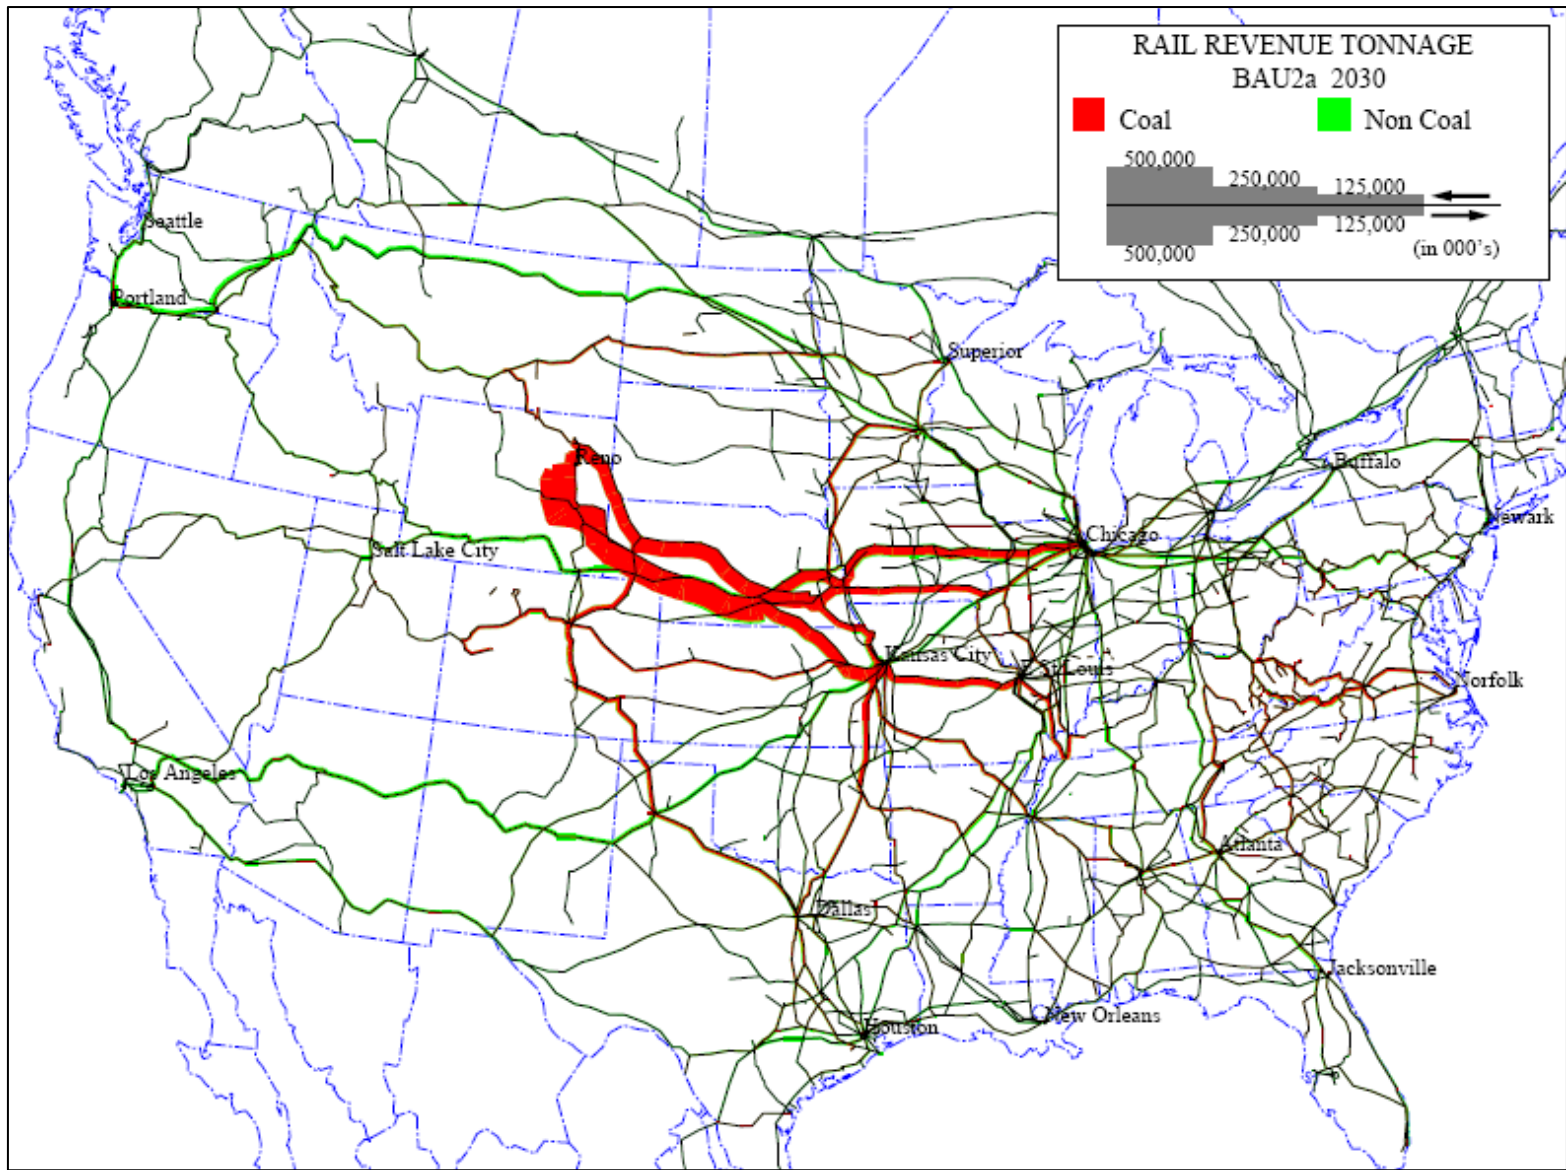 RAIL REVENUE TONNAGE
BAU2a 2030
Coal Non Coal
500,000
250,000
125,000
125,000
250,000
500,000
(in 000's)
Seattle
Portland
Superior
Reno
Buffalo
Newark
Chicago
Salt Lake City
Kansas City
E St Louis
Norfolk
Los Angeles
Atlanta
Dallas
Jacksonville
New Orleans
Houston